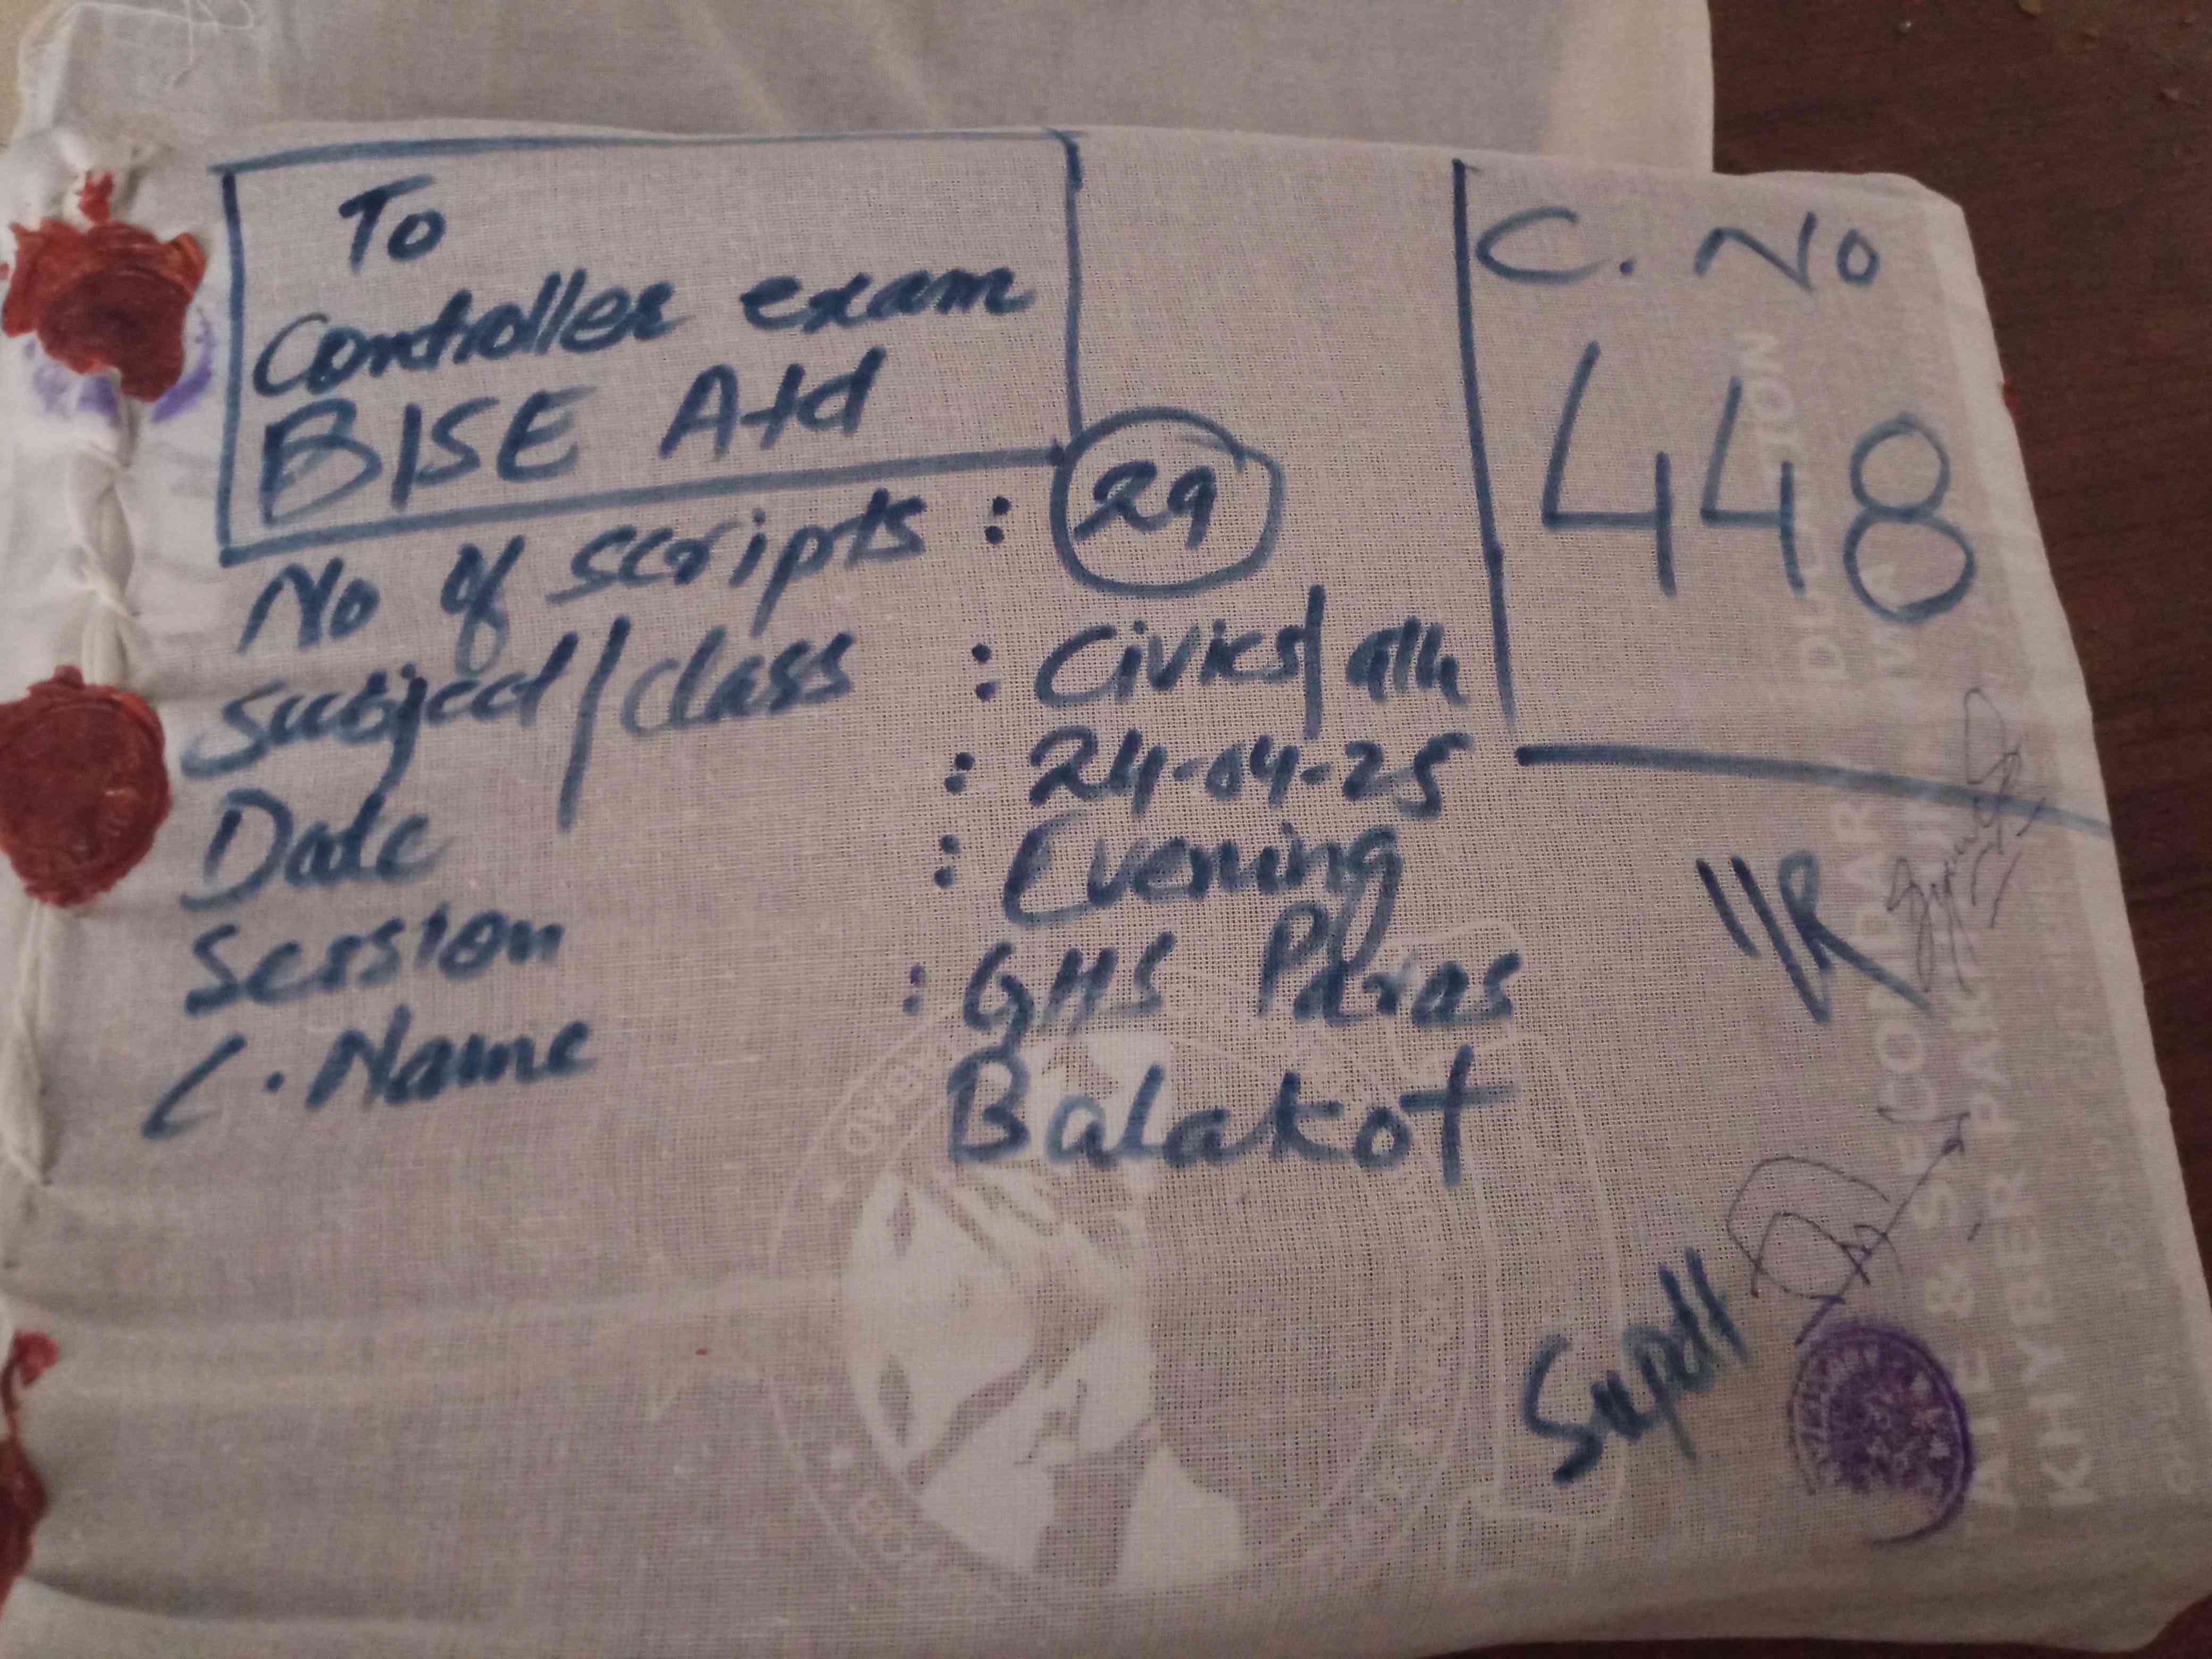 To
Controller exam
BISE Atd
C. No
448
No of scripts : 29
Subject/class : Civics/9th
Date : 24-04-25
Session : Evening
C. Name : GHS Paras
Balakot
Supdt
KHYBER